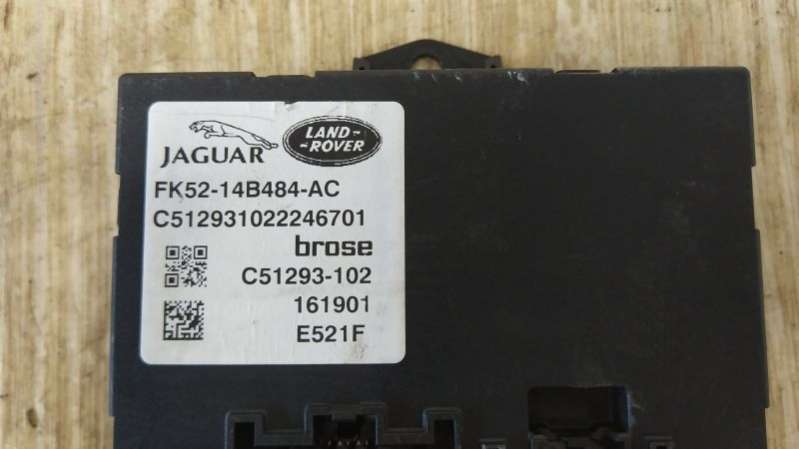 JAGUAR
LAND-
-ROVER
FK52-14B484-AC
C512931022246701
brose
C51293-102
161901
E521F